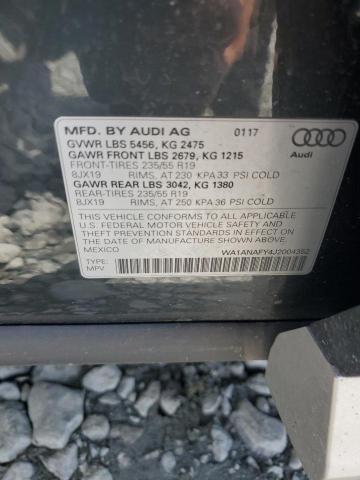 MFD. BY AUDI AG 0117
GVWR LBS 5456, KG 2475
GAWR FRONT LBS 2679, KG 1215
FRONT-TIRES 235/55 R19
8JX19 RIMS, AT 230 KPA 33 PSI COLD
GAWR REAR LBS 3042, KG 1380
REAR-TIRES 235/55 R19
8JX19 RIMS, AT 250 KPA 36 PSI COLD
Audi
THIS VEHICLE CONFORMS TO ALL APPLICABLE
U.S. FEDERAL MOTOR VEHICLE SAFETY, BUMPER,
AND THEFT PREVENTION STANDARDS IN EFFECT
ON THE DATE OF MANUFACTURE SHOWN ABOVE.
MEXICO
WA1ANAFY4J2004352
TYPE:
MPV